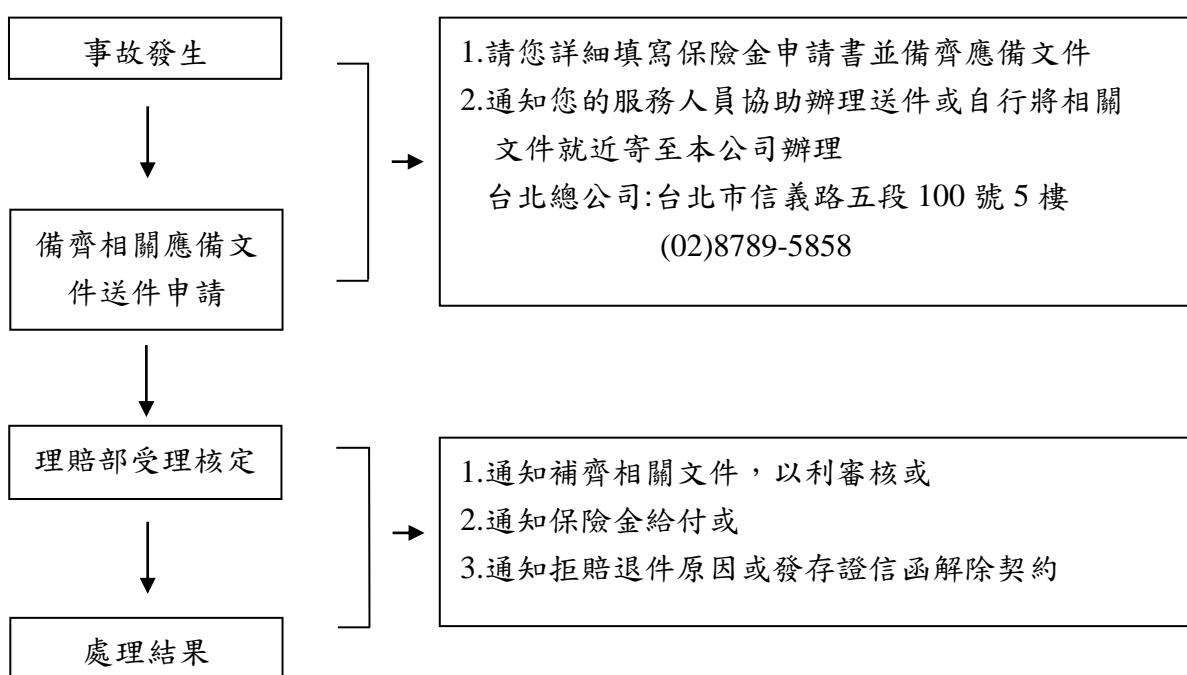 事故發生
1.請您詳細填寫保險金申請書並備齊應備文件
2.通知您的服務人員協助辦理送件或自行將相關
文件就近寄至本公司辦理
台北總公司:台北市信義路五段 100 號 5 樓
(02)8789-5858
備齊相關應備文
件送件申請
理賠部受理核定
1.通知補齊相關文件，以利審核或
2.通知保險金給付或
3.通知拒賠退件原因或發存證信函解除契約
處理結果